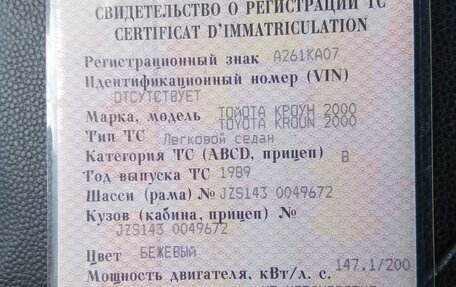 СВИДЕТЕЛЬСТВО О РЕГИСТРАЦИИ ТС
CERTIFICAT D'IMMATRICULATION
Регистрационный знак А261КА07
Идентификационный номер (VIN)
ОТСУТСТВУЕТ
Марка, модель ТОЙОТА КРОУН 2000
TOYOTA KROUN 2000
Тип ТС Легковой седан
Категория ТС (ABCD, прицеп) B
Год выпуска ТС 1989
Шасси (рама) № JZS143 0049672
Кузов (кабина, прицеп) №
JZS143 0049672
Цвет БЕЖЕВЫЙ
Мощность двигателя, кВт/л. с. 147.1/200